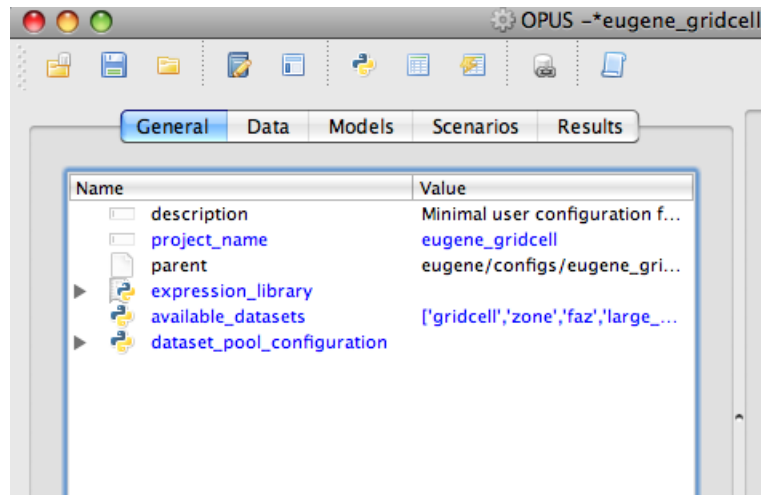 OPUS -*eugene_gridcell
General Data Models Scenarios Results
Name Value
description Minimal user configuration f...
project_name eugene_gridcell
parent eugene/configs/eugene_gri...
expression_library
available_datasets ['gridcell','zone','faz','large_...
dataset_pool_configuration